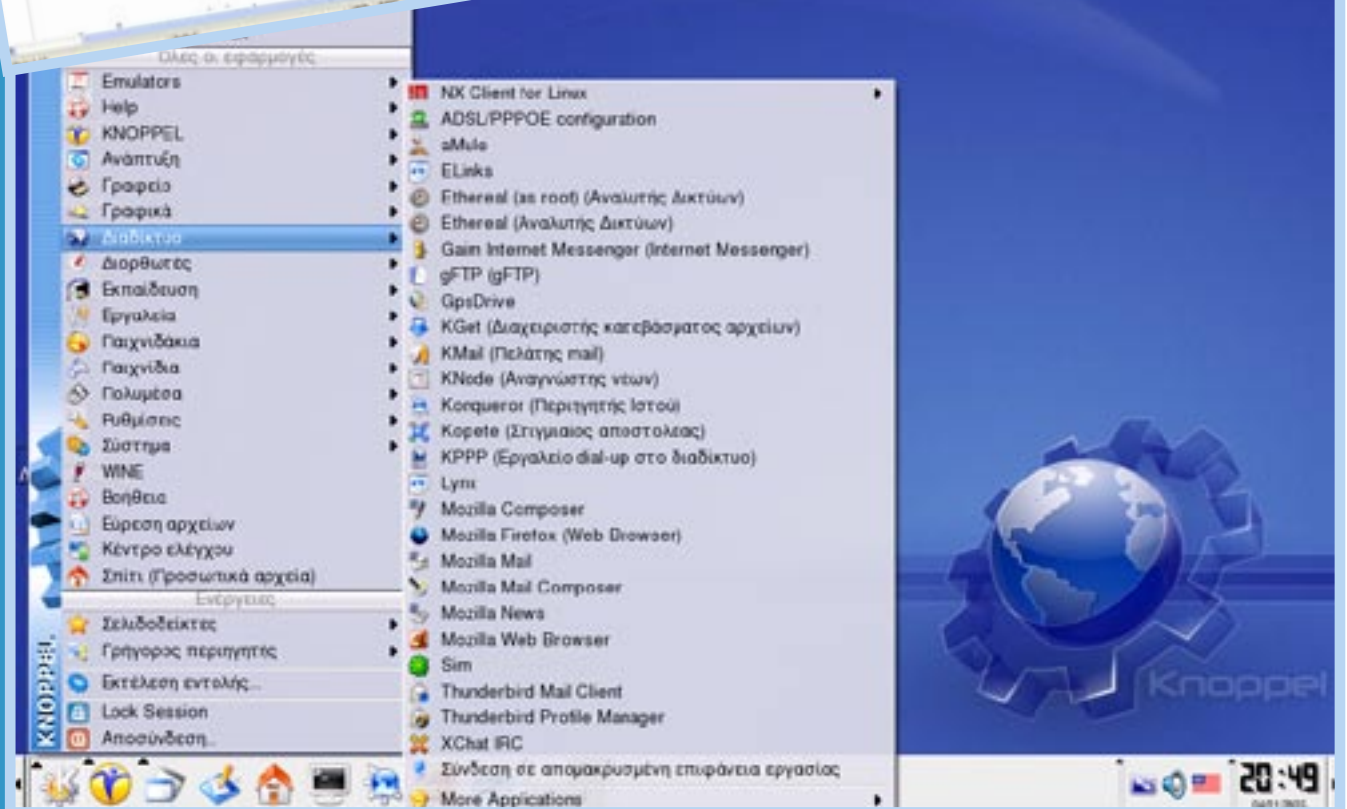 Όλες οι εφαρμογές
Emulators
Help
KNOPPEL
Ανάπτυξη
Γραφείο
Γραφικά
Διαδίκτυο
Διορθωτές
Εκπαίδευση
Εργαλεία
Παιχνιδάκια
Παιχνίδια
Πολυμέσα
Ρυθμίσεις
Σύστημα
WINE
Βοήθεια
Εύρεση αρχείων
Κέντρο ελέγχου
Σπίτι (Προσωπικά αρχεία)
Ενέργειες
Σελιδοδείκτες
Γρήγορος περιηγητής
Εκτέλεση εντολής...
Lock Session
Αποσύνδεση...
KNOPPEL
NX Client for Linux
ADSL/PPPOE configuration
aMule
ELinks
Ethereal (as root) (Αναλυτής Δικτύων)
Ethereal (Αναλυτής Δικτύων)
Gaim Internet Messenger (Internet Messenger)
gFTP (gFTP)
GpsDrive
KGet (Διαχειριστής κατεβάσματος αρχείων)
KMail (Πελάτης mail)
KNode (Αναγνώστης νέων)
Konqueror (Περιηγητής Ιστού)
Kopete (Στιγμιαίος αποστολέας)
KPPP (Εργαλείο dial-up στο διαδίκτυο)
Lynx
Mozilla Composer
Mozilla Firefox (Web Browser)
Mozilla Mail
Mozilla Mail Composer
Mozilla News
Mozilla Web Browser
Sim
Thunderbird Mail Client
Thunderbird Profile Manager
XChat IRC
Σύνδεση σε απομακρυσμένη επιφάνεια εργασίας
More Applications
Knoppel
20:49